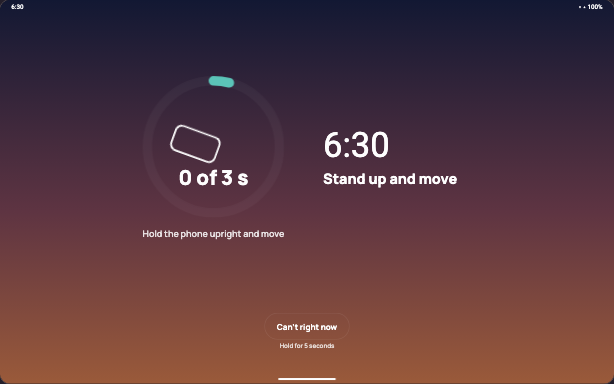 6:30
100%
0 of 3 s
6:30
Stand up and move
Hold the phone upright and move
Can't right now
Hold for 5 seconds